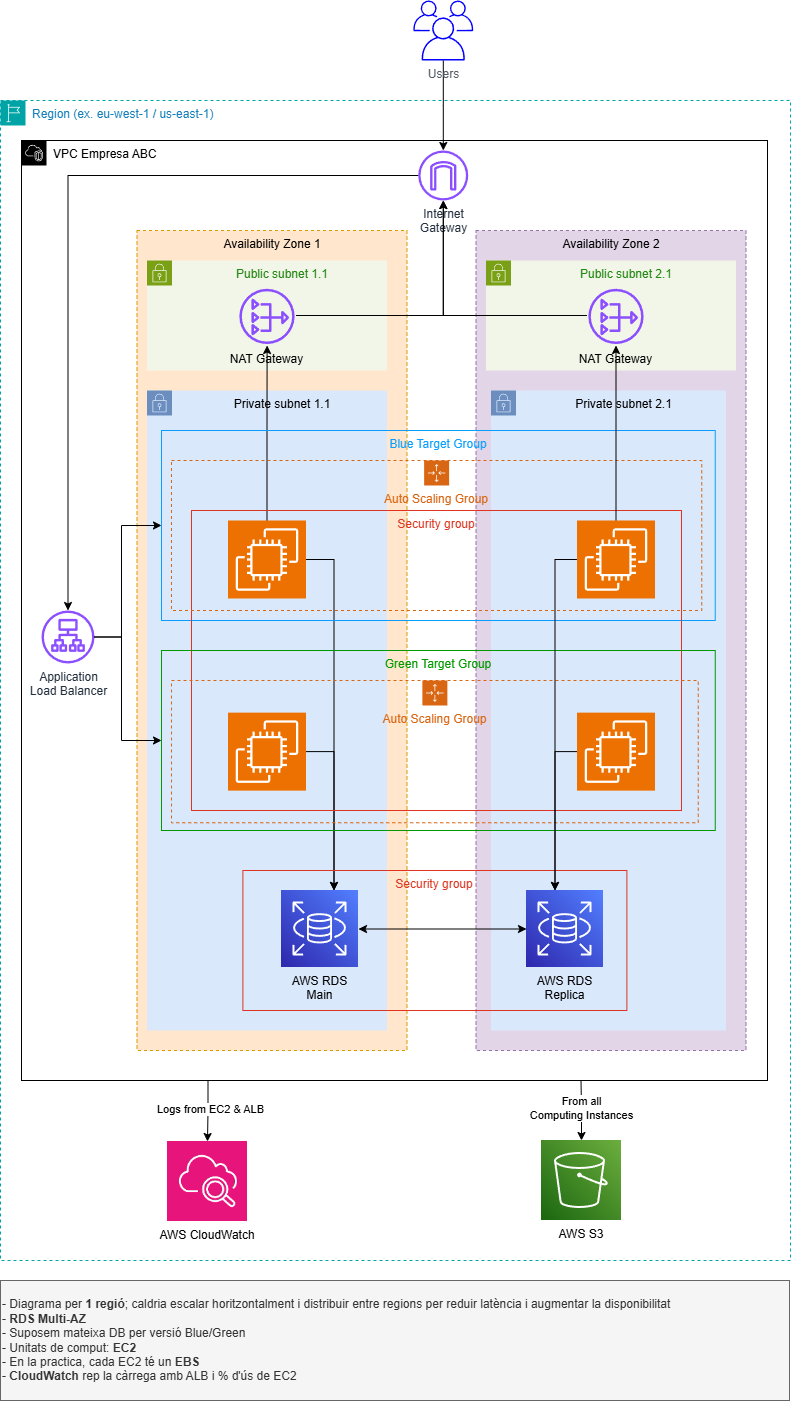 Users
Region (ex. eu-west-1 / us-east-1)
VPC Empresa ABC
Internet
Gateway
Availability Zone 1
Availability Zone 2
Public subnet 1.1
Public subnet 2.1
NAT Gateway
NAT Gateway
Private subnet 1.1
Private subnet 2.1
Blue Target Group
Auto Scaling Group
Security group
Application
Load Balancer
Green Target Group
Auto Scaling Group
Security group
AWS RDS
Main
AWS RDS
Replica
Logs from EC2 & ALB
From all
Computing Instances
AWS CloudWatch
AWS S3
- Diagrama per 1 regió; caldria escalar horitzontalment i distribuir entre regions per reduir latència i augmentar la disponibilitat
- RDS Multi-AZ
- Suposem mateixa DB per versió Blue/Green
- Unitats de comput: EC2
- En la practica, cada EC2 té un EBS
- CloudWatch rep la càrrega amb ALB i % d'ús de EC2